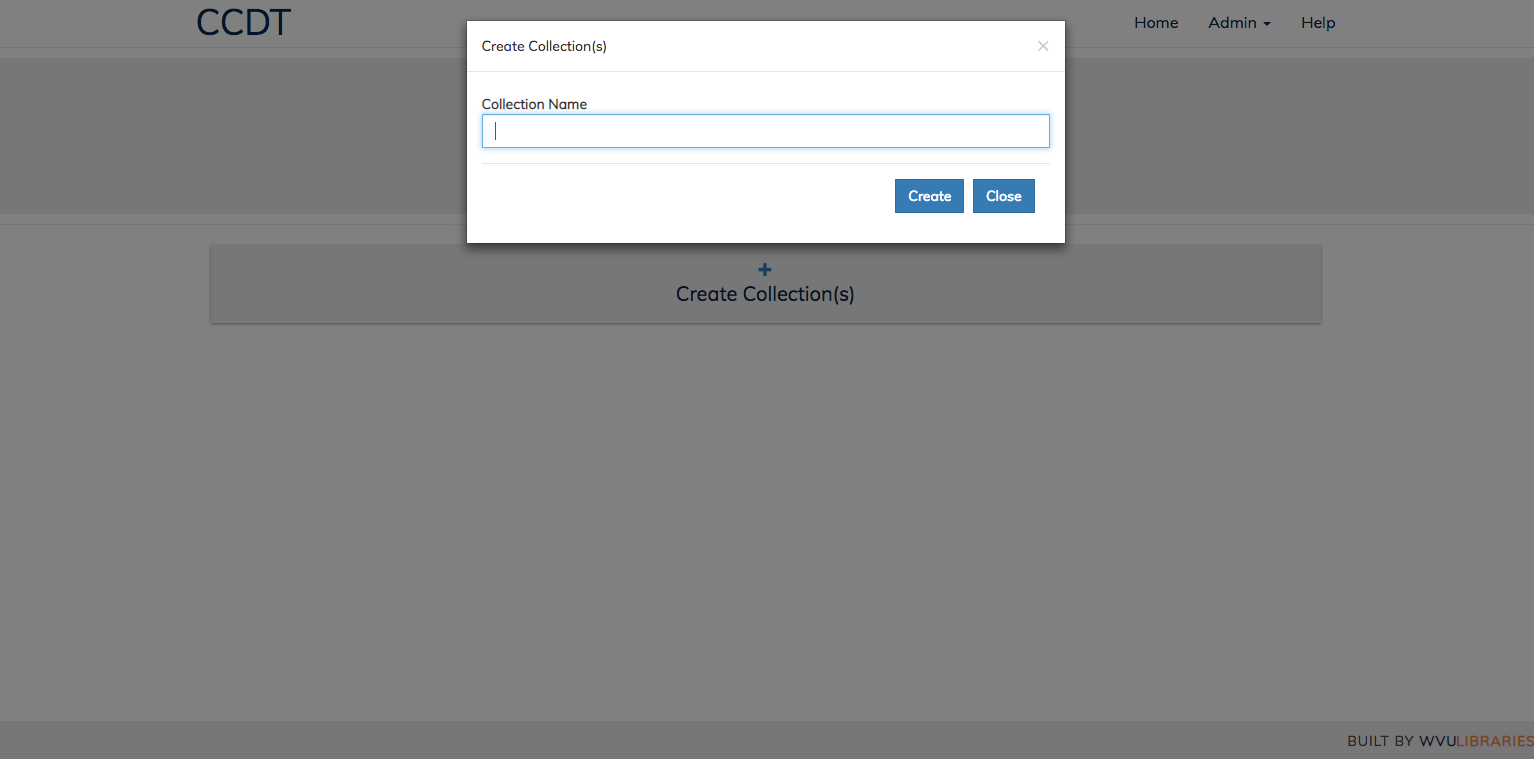 CCDT
Home Admin Help
Create Collection(s)
×
Collection Name
Create Close
Create Collection(s)
BUILT BY WVULIBRARIES